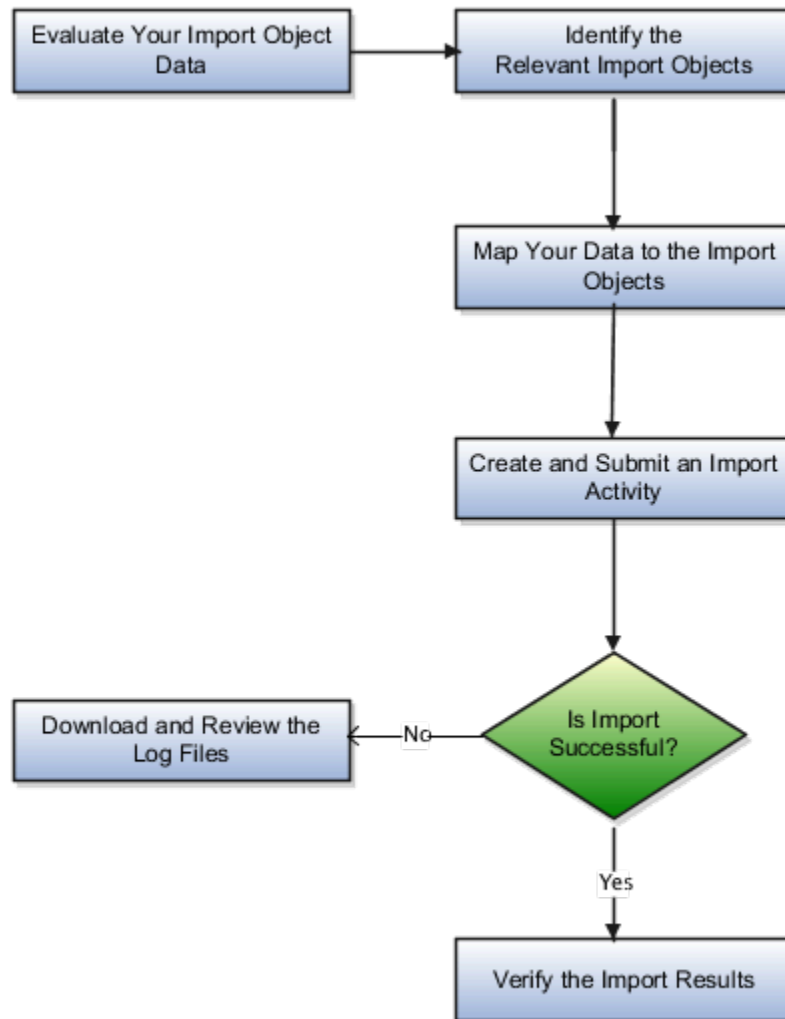 Evaluate Your Import Object
Data
Identify the
Relevant Import Objects
Map Your Data to the Import
Objects
Create and Submit an Import
Activity
Is Import
Successful?
No
Download and Review the
Log Files
Yes
Verify the Import Results